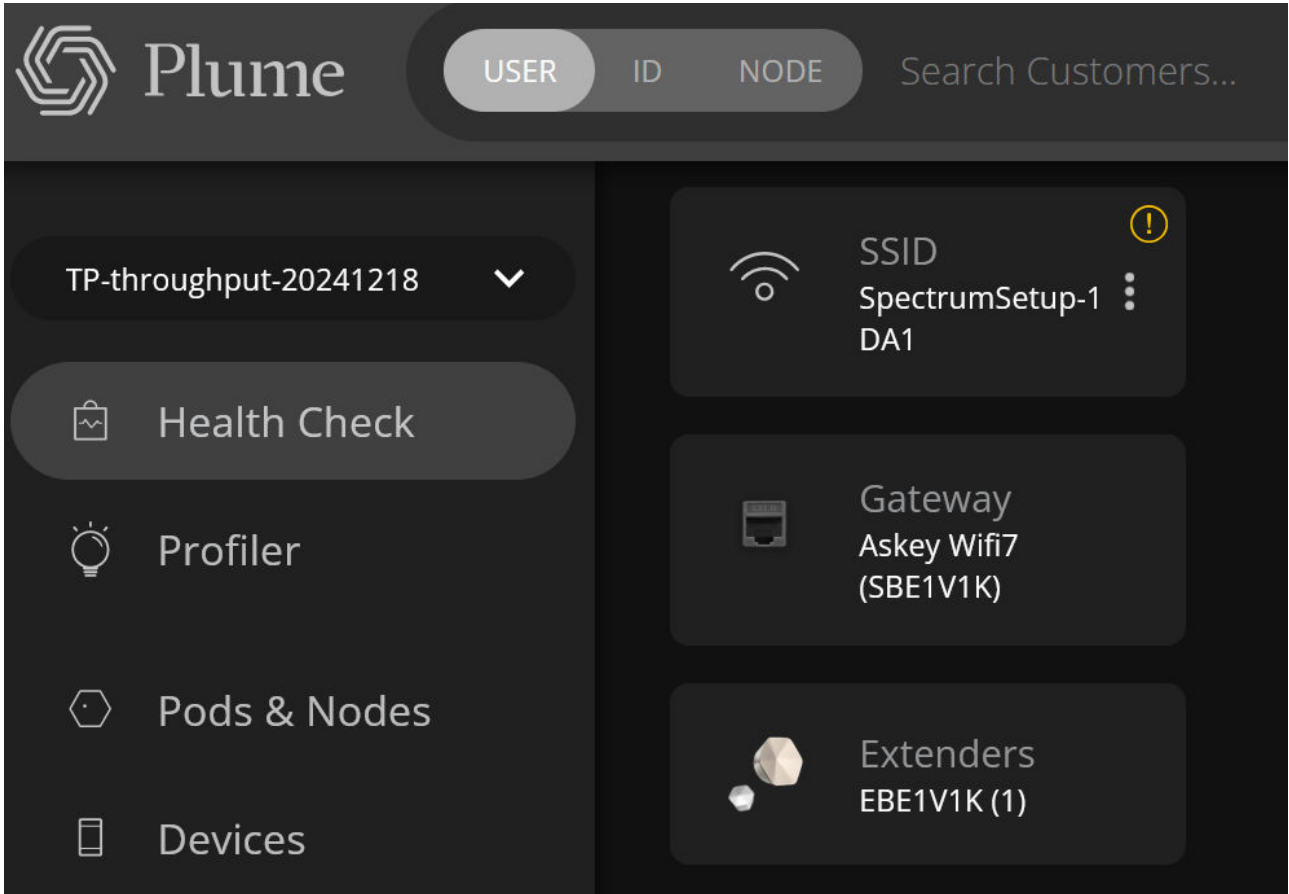 Plume
USER ID NODE Search Customers...
TP-throughput-20241218
Health Check
Profiler
Pods & Nodes
Devices
SSID
SpectrumSetup-1
DA1
Gateway
Askey Wifi7
(SBE1V1K)
Extenders
EBE1V1K (1)